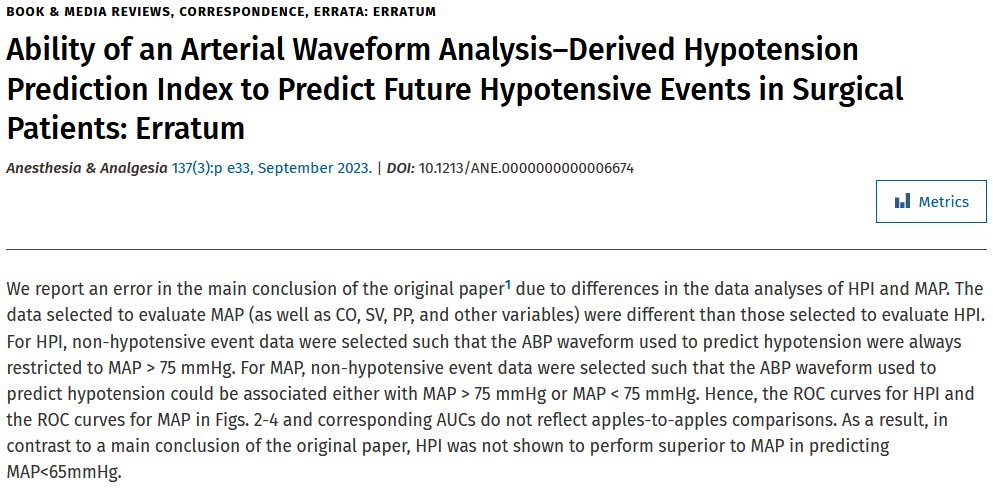 BOOK & MEDIA REVIEWS, CORRESPONDENCE, ERRATA: ERRATUM
Ability of an Arterial Waveform Analysis–Derived Hypotension
Prediction Index to Predict Future Hypotensive Events in Surgical
Patients: Erratum
Anesthesia & Analgesia 137(3):p e33, September 2023. | DOI: 10.1213/ANE.0000000000006674
Metrics
We report an error in the main conclusion of the original paper1 due to differences in the data analyses of HPI and MAP. The
data selected to evaluate MAP (as well as CO, SV, PP, and other variables) were different than those selected to evaluate HPI.
For HPI, non-hypotensive event data were selected such that the ABP waveform used to predict hypotension were always
restricted to MAP > 75 mmHg. For MAP, non-hypotensive event data were selected such that the ABP waveform used to
predict hypotension could be associated either with MAP > 75 mmHg or MAP < 75 mmHg. Hence, the ROC curves for HPI and
the ROC curves for MAP in Figs. 2-4 and corresponding AUCs do not reflect apples-to-apples comparisons. As a result, in
contrast to a main conclusion of the original paper, HPI was not shown to perform superior to MAP in predicting
MAP<65mmHg.